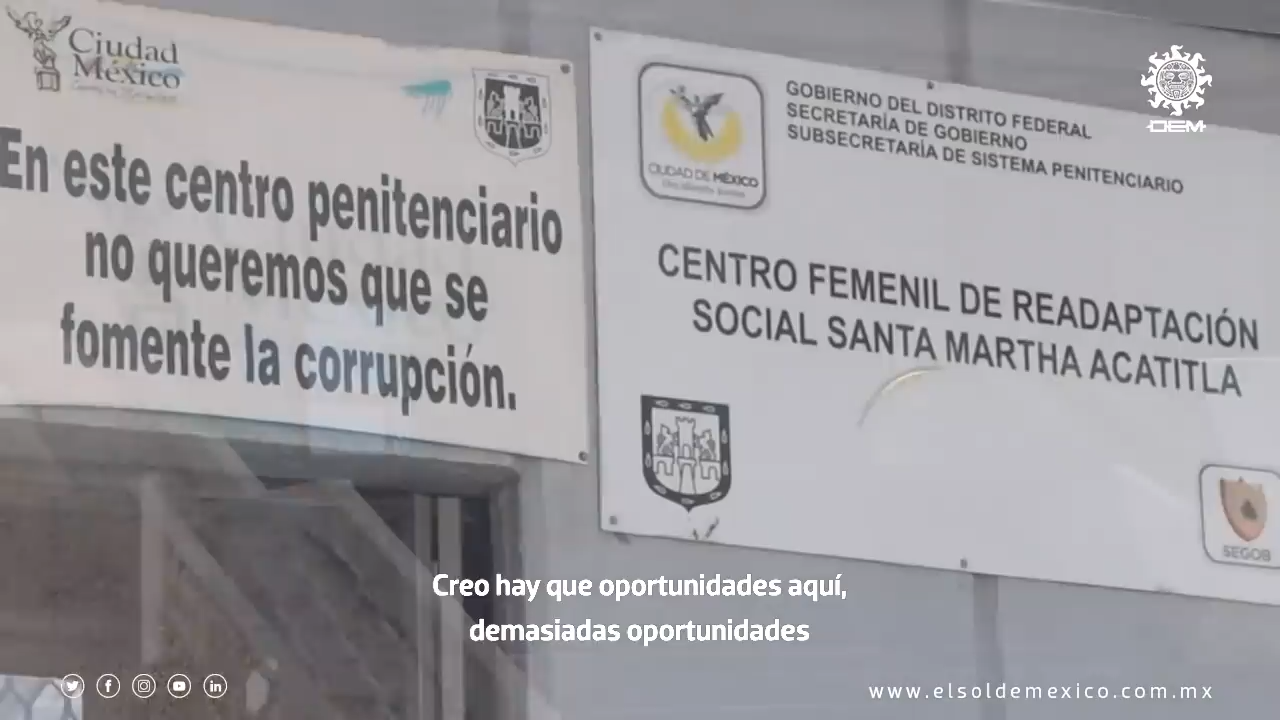 Ciudad
México
En este centro penitenciario
no queremos que se
fomente la corrupción.
CIUDAD DE MÉXICO
GOBIERNO DEL DISTRITO FEDERAL
SECRETARÍA DE GOBIERNO
SUBSECRETARÍA DE SISTEMA PENITENCIARIO
CENTRO FEMENIL DE READAPTACIÓN
SOCIAL SANTA MARTHA ACATITLA
SEGOB
OEM
Creo hay que oportunidades aquí,
demasiadas oportunidades
www.elsoldemexico.com.mx